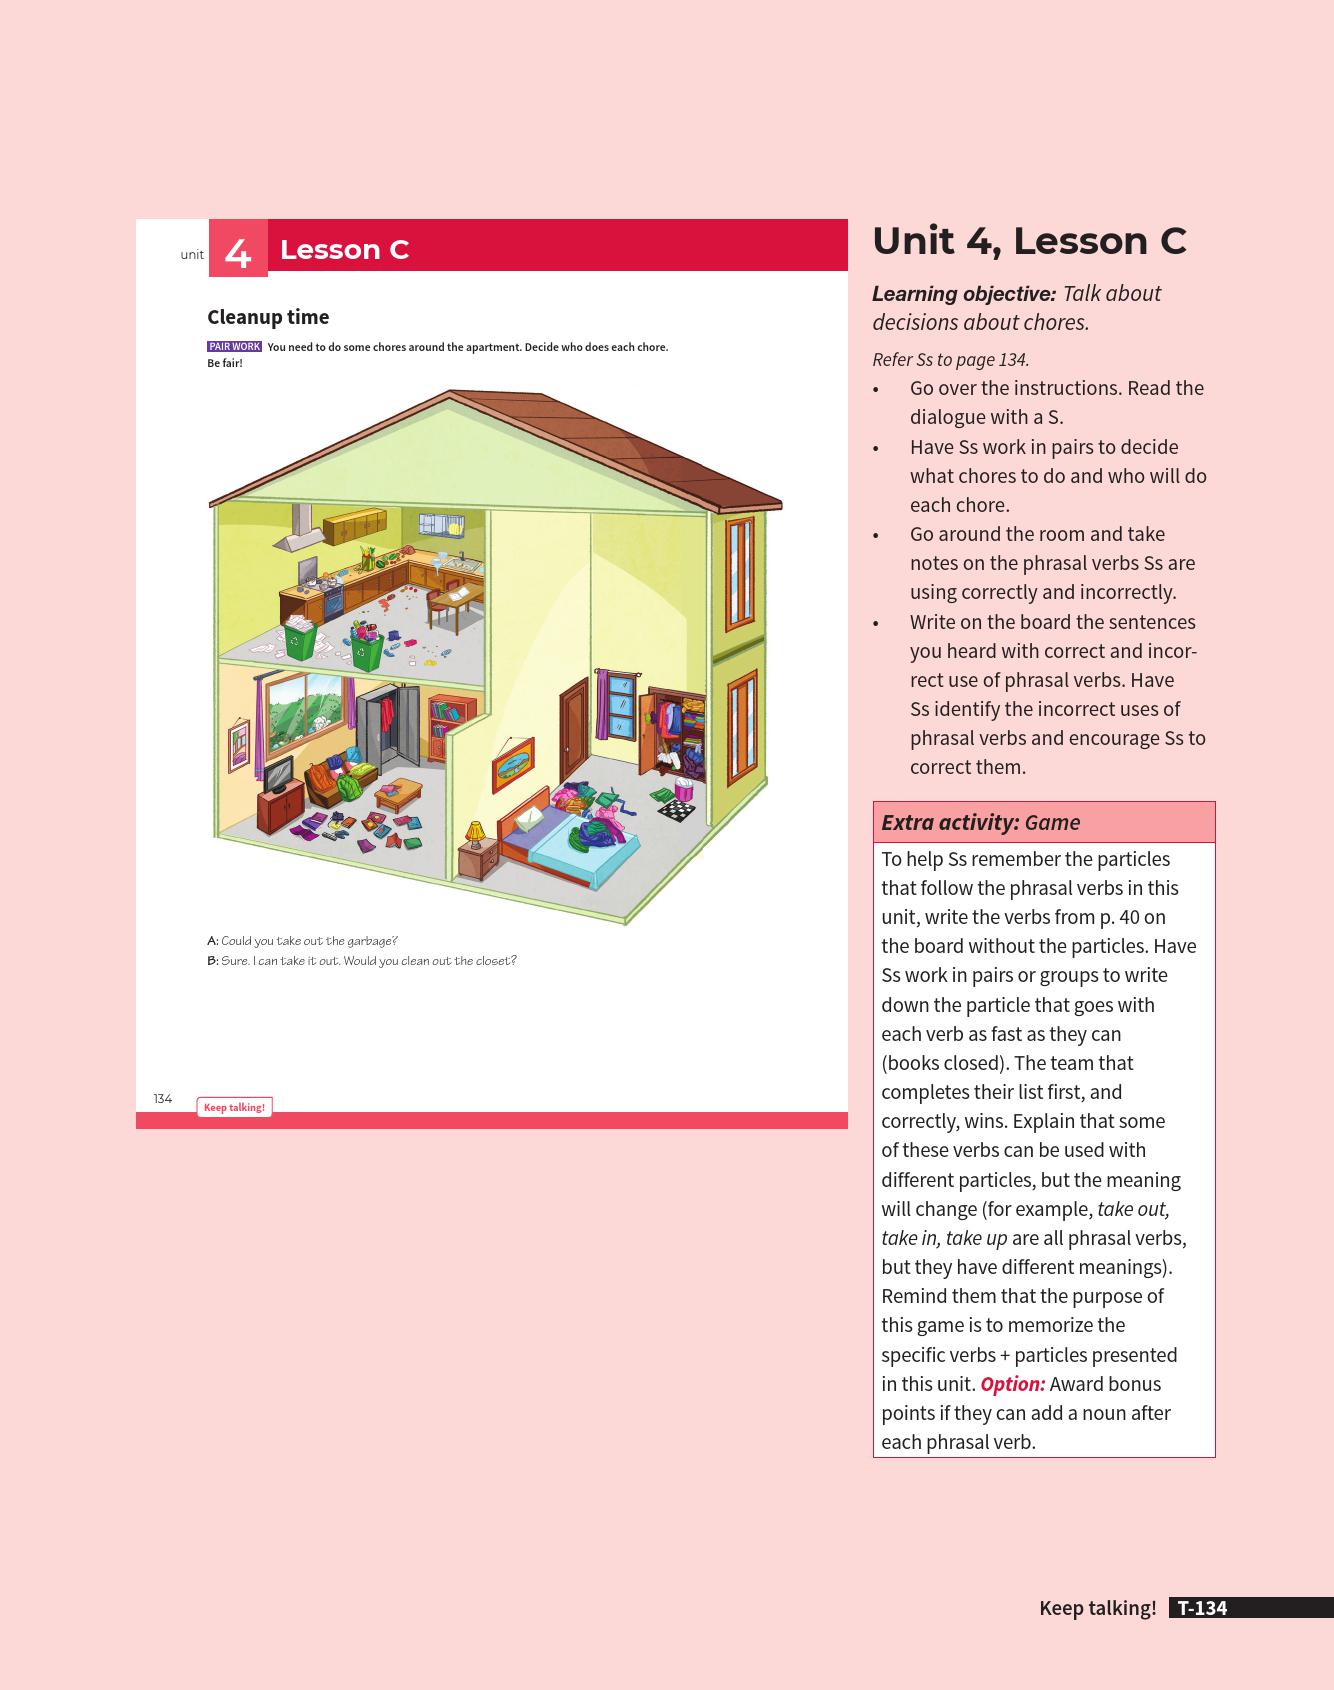 unit 4 Lesson C
Cleanup time
PAIR WORK You need to do some chores around the apartment. Decide who does each chore.
Be fair!
A: Could you take out the garbage?
B: Sure. I can take it out. Would you clean out the closet?
134
Keep talking!
Unit 4, Lesson C
Learning objective: Talk about
decisions about chores.
Refer Ss to page 134.
• Go over the instructions. Read the
dialogue with a S.
• Have Ss work in pairs to decide
what chores to do and who will do
each chore.
• Go around the room and take
notes on the phrasal verbs Ss are
using correctly and incorrectly.
• Write on the board the sentences
you heard with correct and incor-
rect use of phrasal verbs. Have
Ss identify the incorrect uses of
phrasal verbs and encourage Ss to
correct them.
Extra activity: Game
To help Ss remember the particles
that follow the phrasal verbs in this
unit, write the verbs from p. 40 on
the board without the particles. Have
Ss work in pairs or groups to write
down the particle that goes with
each verb as fast as they can
(books closed). The team that
completes their list first, and
correctly, wins. Explain that some
of these verbs can be used with
different particles, but the meaning
will change (for example, take out,
take in, take up are all phrasal verbs,
but they have different meanings).
Remind them that the purpose of
this game is to memorize the
specific verbs + particles presented
in this unit. Option: Award bonus
points if they can add a noun after
each phrasal verb.
Keep talking! T-134